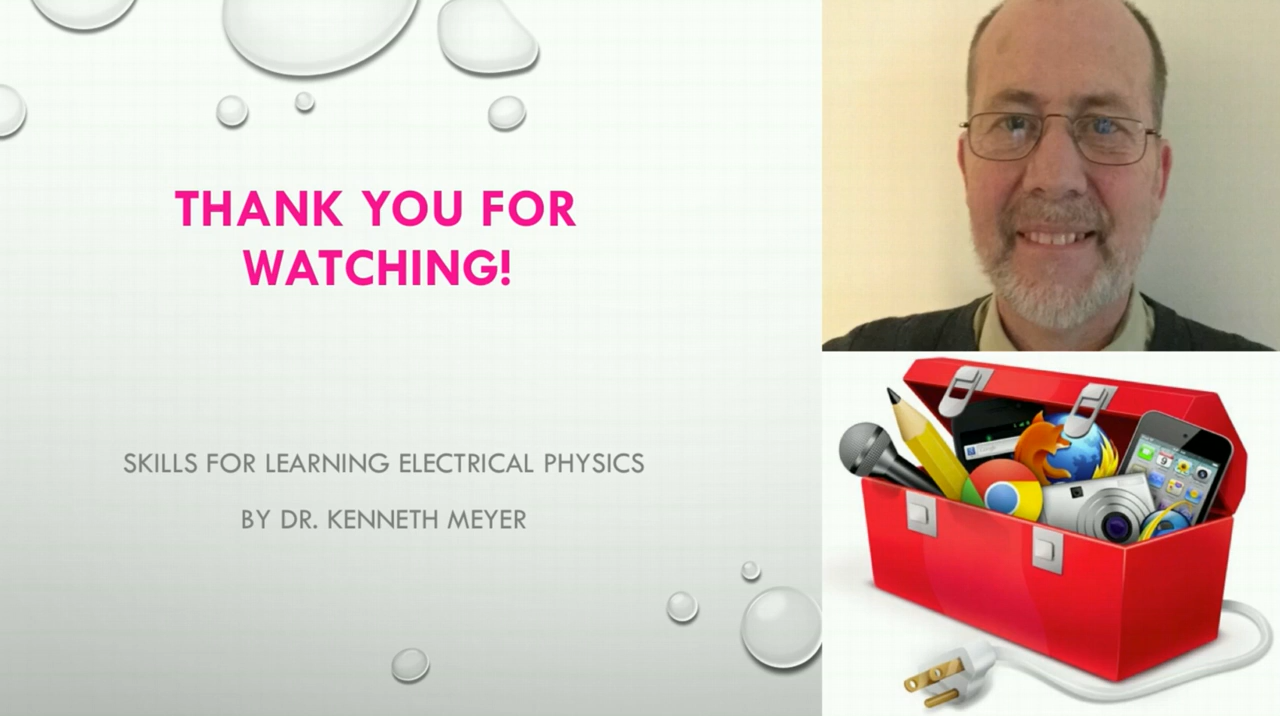 THANK YOU FOR
WATCHING!
SKILLS FOR LEARNING ELECTRICAL PHYSICS
BY DR. KENNETH MEYER